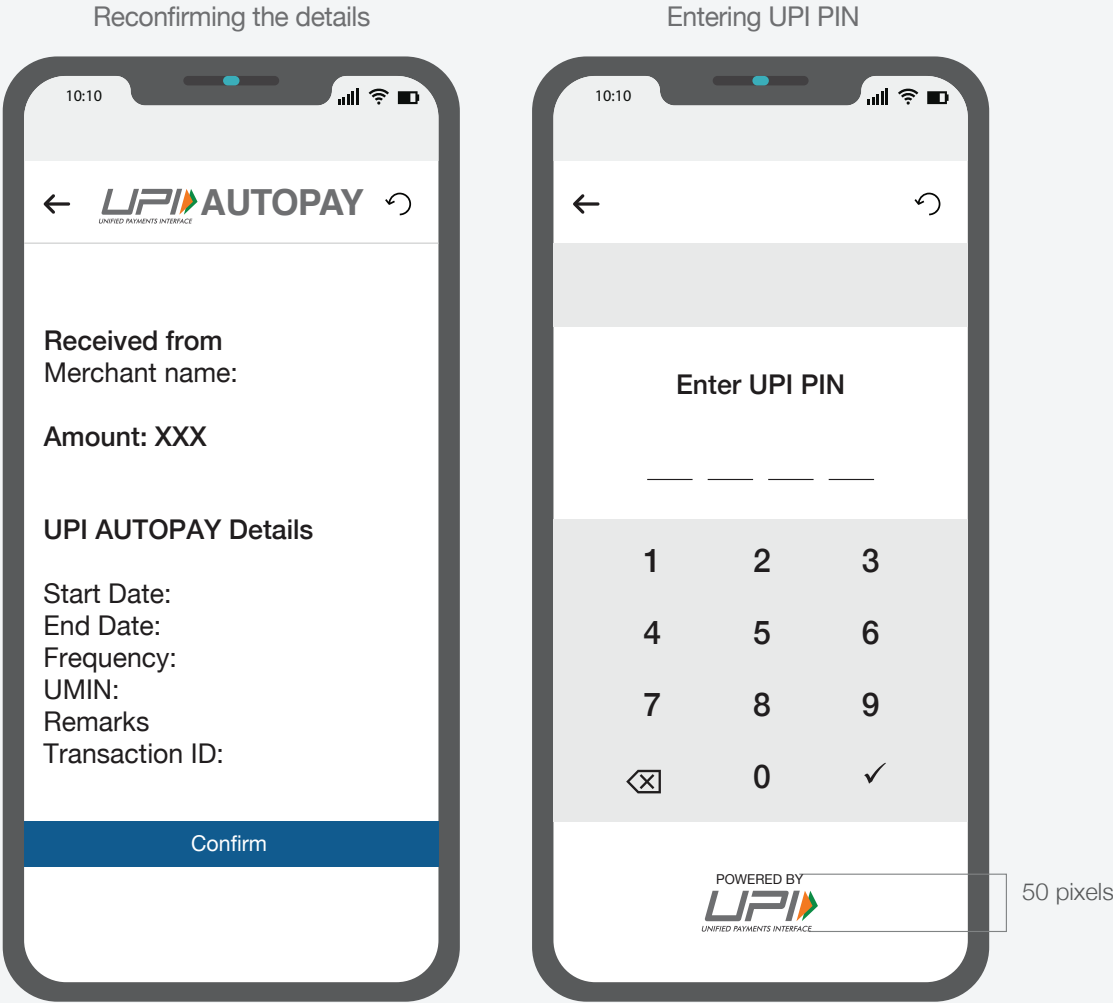 Reconfirming the details
10:10
UPI AUTOPAY
UNIFIED PAYMENTS INTERFACE
Received from
Merchant name:
Amount: XXX
UPI AUTOPAY Details
Start Date:
End Date:
Frequency:
UMIN:
Remarks
Transaction ID:
Confirm
Entering UPI PIN
10:10
Enter UPI PIN
1 2 3
4 5 6
7 8 9
0
POWERED BY
UPI
UNIFIED PAYMENTS INTERFACE
50 pixels